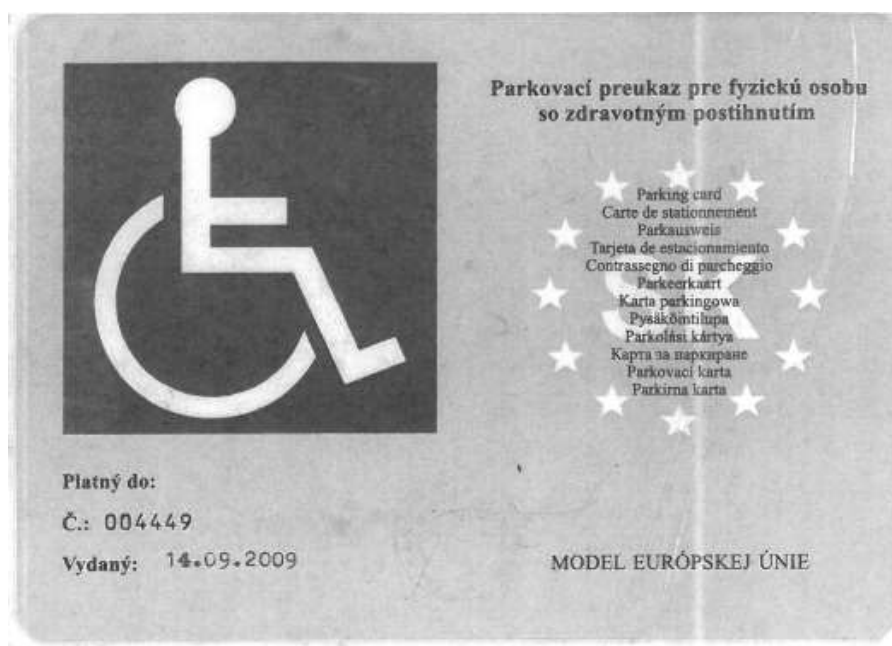 Parkovací preukaz pre fyzickú osobu
so zdravotným postihnutím
Parking card
Carte de stationnement
Parkausweis
Tarjeta de estacionamiento
Contrassegno di parcheggio
Parkeerkaart
Karta parkingowa
Pysäköintilupa
Parkolási kártya
Карта за паркиране
Parkovací karta
Parkirna karta
SK
Platný do:
Č.: 004449
Vydaný: 14.09.2009
MODEL EURÓPSKEJ ÚNIE